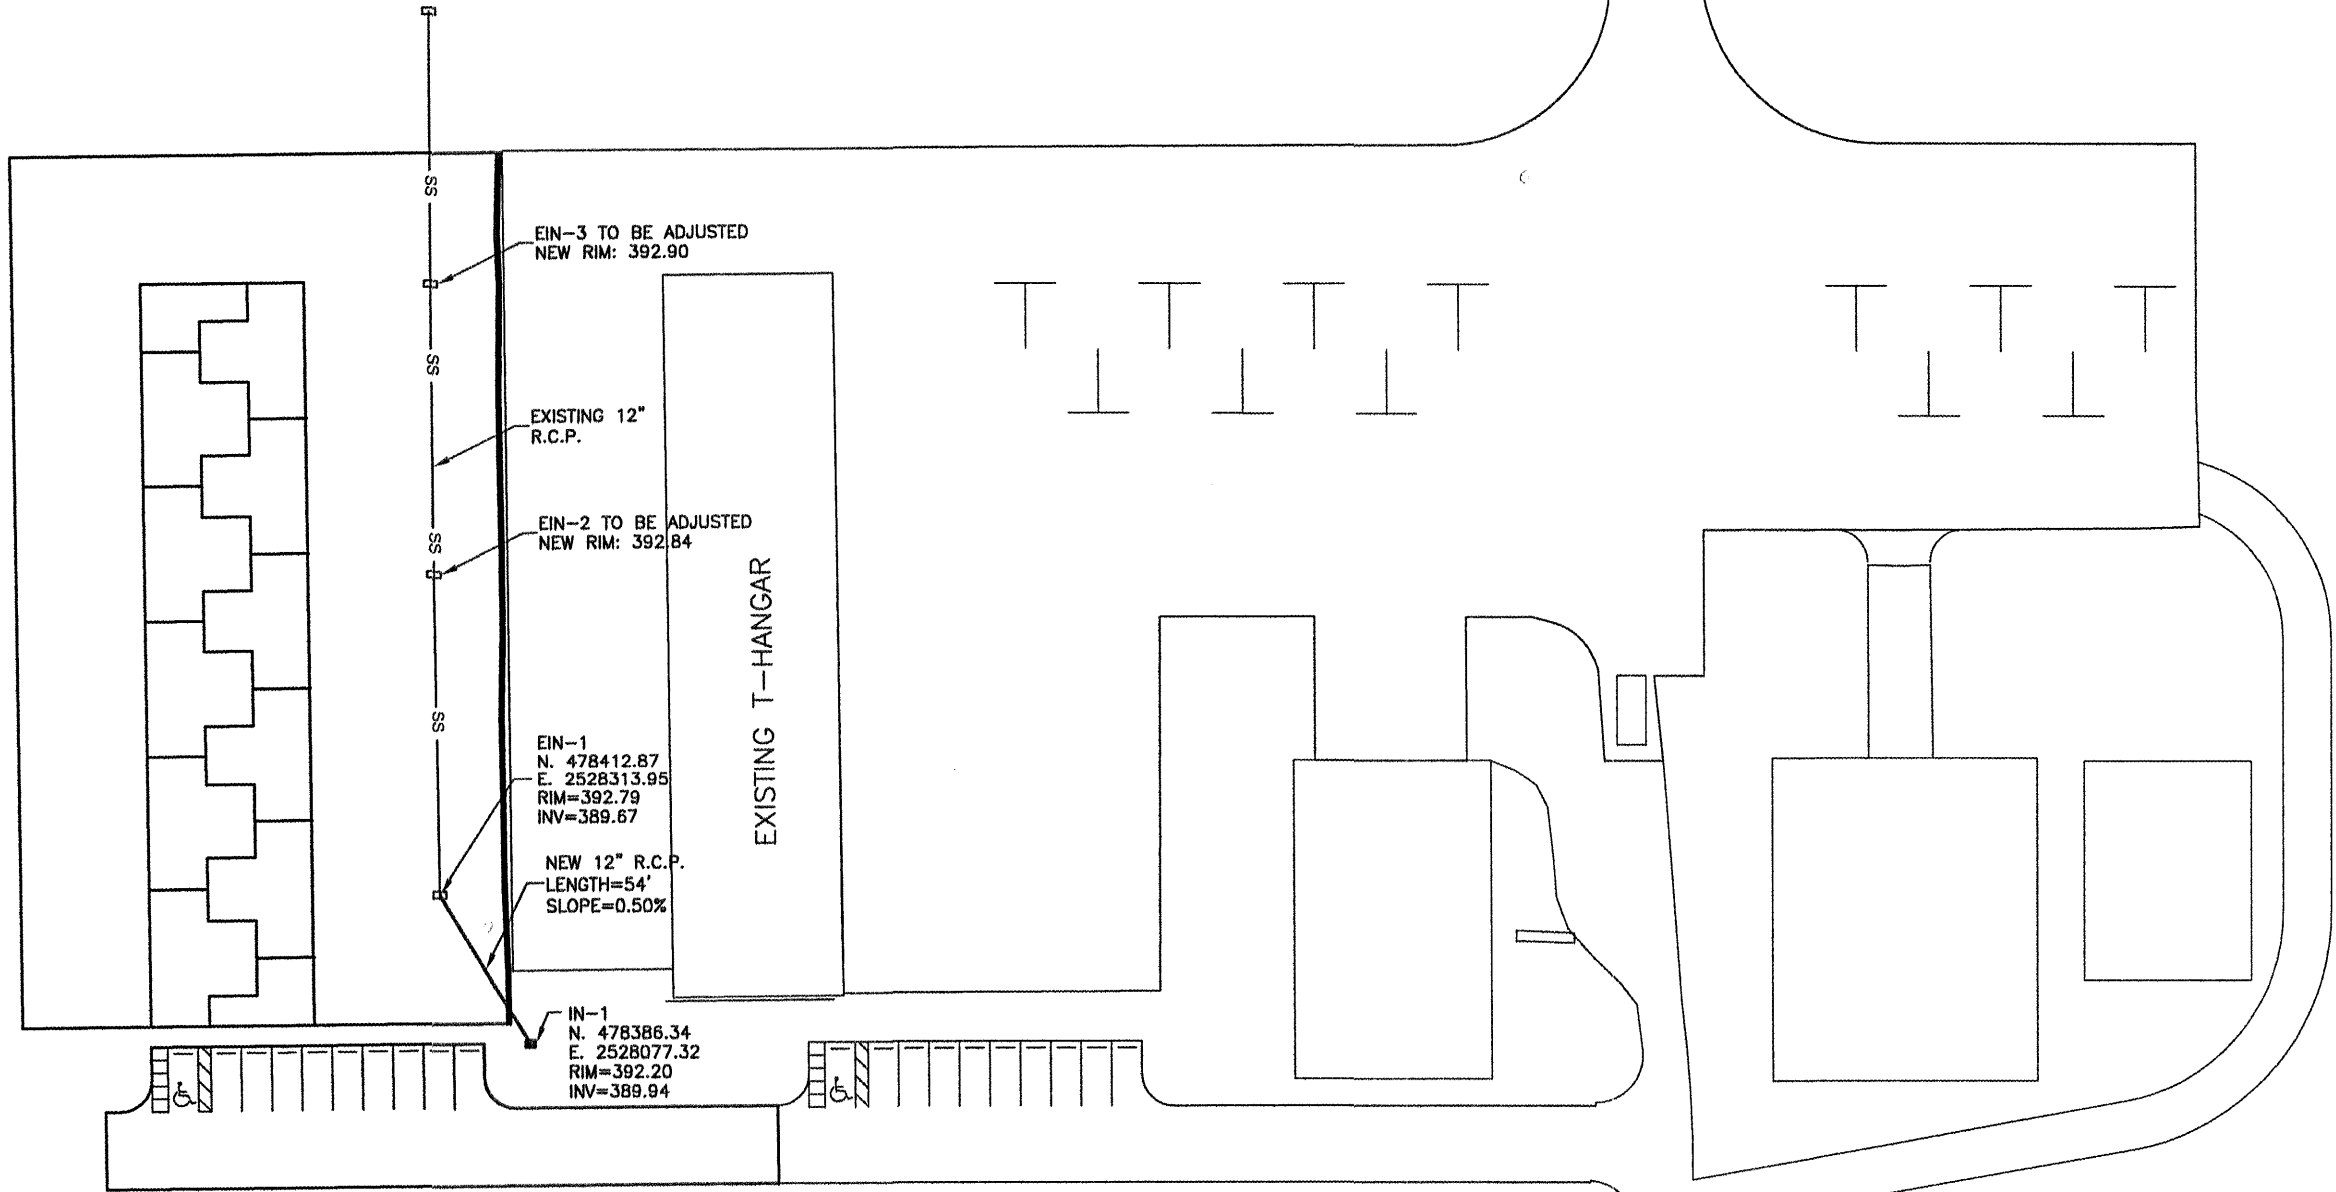 SS
EIN-3 TO BE ADJUSTED
NEW RIM: 392.90
SS
EXISTING 12"
R.C.P.
EIN-2 TO BE ADJUSTED
NEW RIM: 392.84
SS
EXISTING T-HANGAR
SS
EIN-1
N. 478412.87
E. 2528313.95
RIM=392.79
INV=389.67
NEW 12" R.C.P.
LENGTH=54'
SLOPE=0.50%
IN-1
N. 478386.34
E. 2528077.32
RIM=392.20
INV=389.94